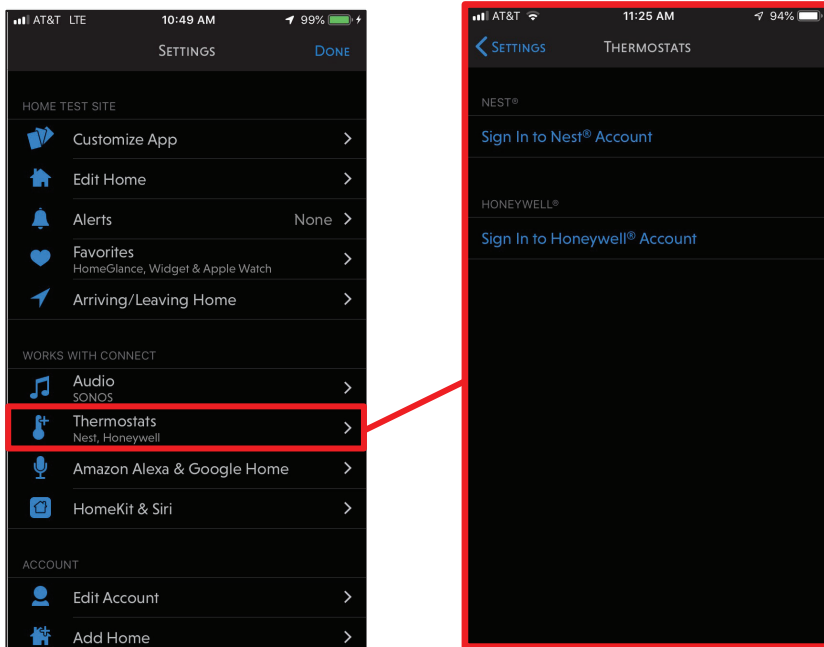 AT&T LTE 10:49 AM 99%
SETTINGS DONE
HOME TEST SITE
Customize App
Edit Home
Alerts None
Favorites
HomeGlance, Widget & Apple Watch
Arriving/Leaving Home
WORKS WITH CONNECT
Audio
SONOS
Thermostats
Nest, Honeywell
Amazon Alexa & Google Home
HomeKit & Siri
ACCOUNT
Edit Account
Add Home
AT&T 11:25 AM 94%
SETTINGS THERMOSTATS
NEST®
Sign In to Nest® Account
HONEYWELL®
Sign In to Honeywell® Account